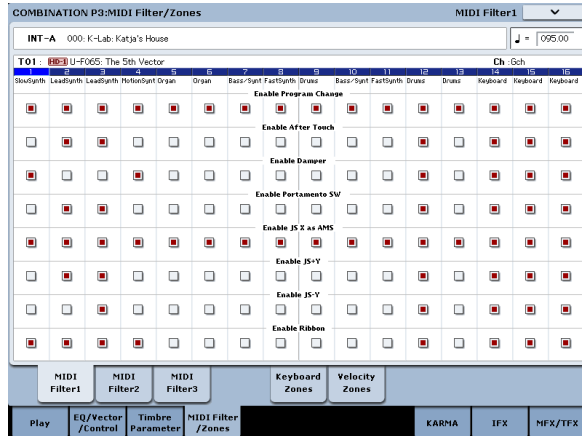 COMBINATION P3:MIDI Filter/Zones MIDI Filter1
INT-A 000: K-Lab: Katja's House ♩= 095.00
T01 : HD-1 U-F065: The 5th Vector Ch :Gch
1 2 3 4 5 6 7 8 9 10 11 12 13 14 15 16
SlowSynth LeadSynth LeadSynth MotionSynt Organ Organ Bass/Synt FastSynth Drums Bass/Synt FastSynth Drums Drums Keyboard Keyboard Keyboard
Enable Program Change
Enable After Touch
Enable Damper
Enable Portamento SW
Enable JS X as AMS
Enable JS+Y
Enable JS-Y
Enable Ribbon
MIDI Filter1 MIDI Filter2 MIDI Filter3 Keyboard Zones Velocity Zones
Play EQ/Vector /Control Timbre Parameter MIDI Filter /Zones KARMA IFX MFX/TFX